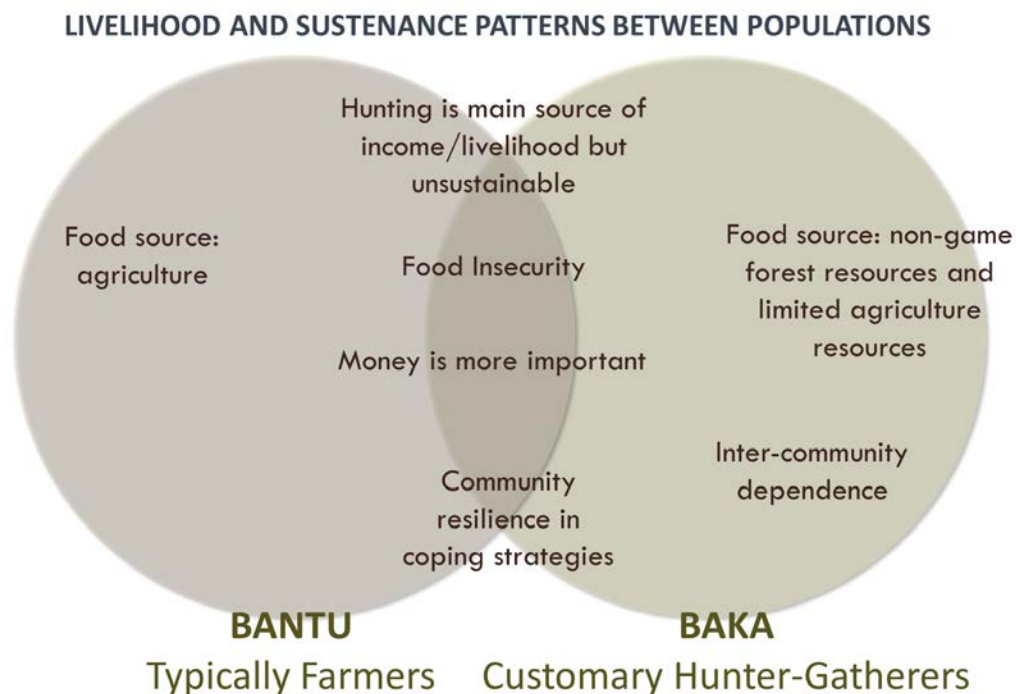 LIVELIHOOD AND SUSTENANCE PATTERNS BETWEEN POPULATIONS
Hunting is main source of
income/livelihood but
unsustainable
Food source:
agriculture
Food Insecurity
Food source: non-game
forest resources and
limited agriculture
resources
Money is more important
Inter-community
dependence
Community
resilience in
coping strategies
BANTU
Typically Farmers
BAKA
Customary Hunter-Gatherers